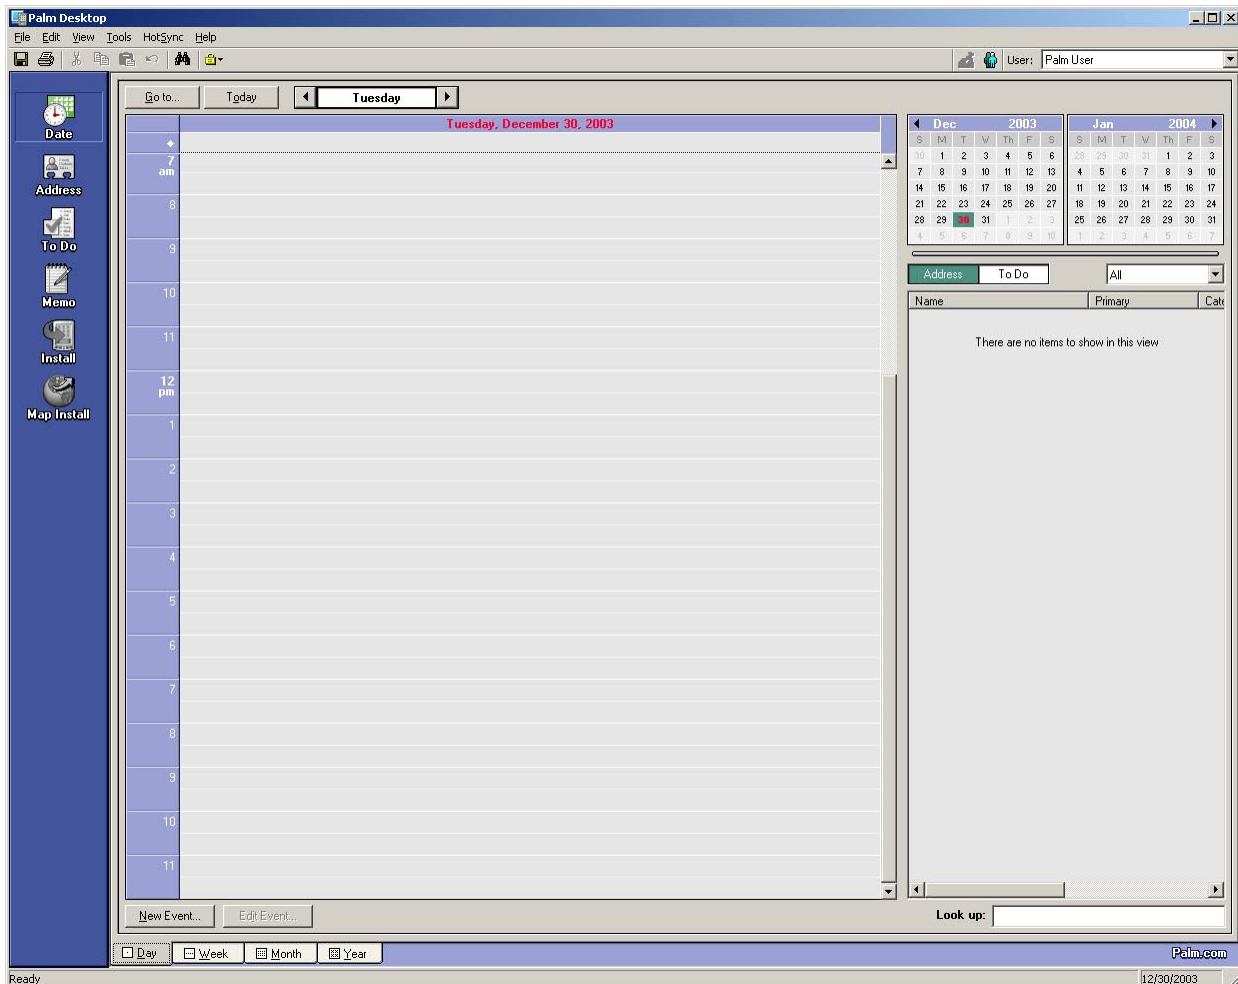 Palm Desktop
File Edit View Tools HotSync Help
User: Palm User
Date
Address
To Do
Memo
Install
Map Install
Go to... Today Tuesday
Tuesday, December 30, 2003
7 am
8
9
10
11
12 pm
1
2
3
4
5
6
7
8
9
10
11
New Event... Edit Event...
Dec 2003
S M T W Th F S
30 1 2 3 4 5 6
7 8 9 10 11 12 13
14 15 16 17 18 19 20
21 22 23 24 25 26 27
28 29 30 31 1 2 3
4 5 6 7 8 9 10
Jan 2004
S M T W Th F S
28 29 30 31 1 2 3
4 5 6 7 8 9 10
11 12 13 14 15 16 17
18 19 20 21 22 23 24
25 26 27 28 29 30 31
1 2 3 4 5 6 7
Address To Do All
Name Primary Cate
There are no items to show in this view
Look up:
Day Week Month Year
Palm.com
Ready 12/30/2003